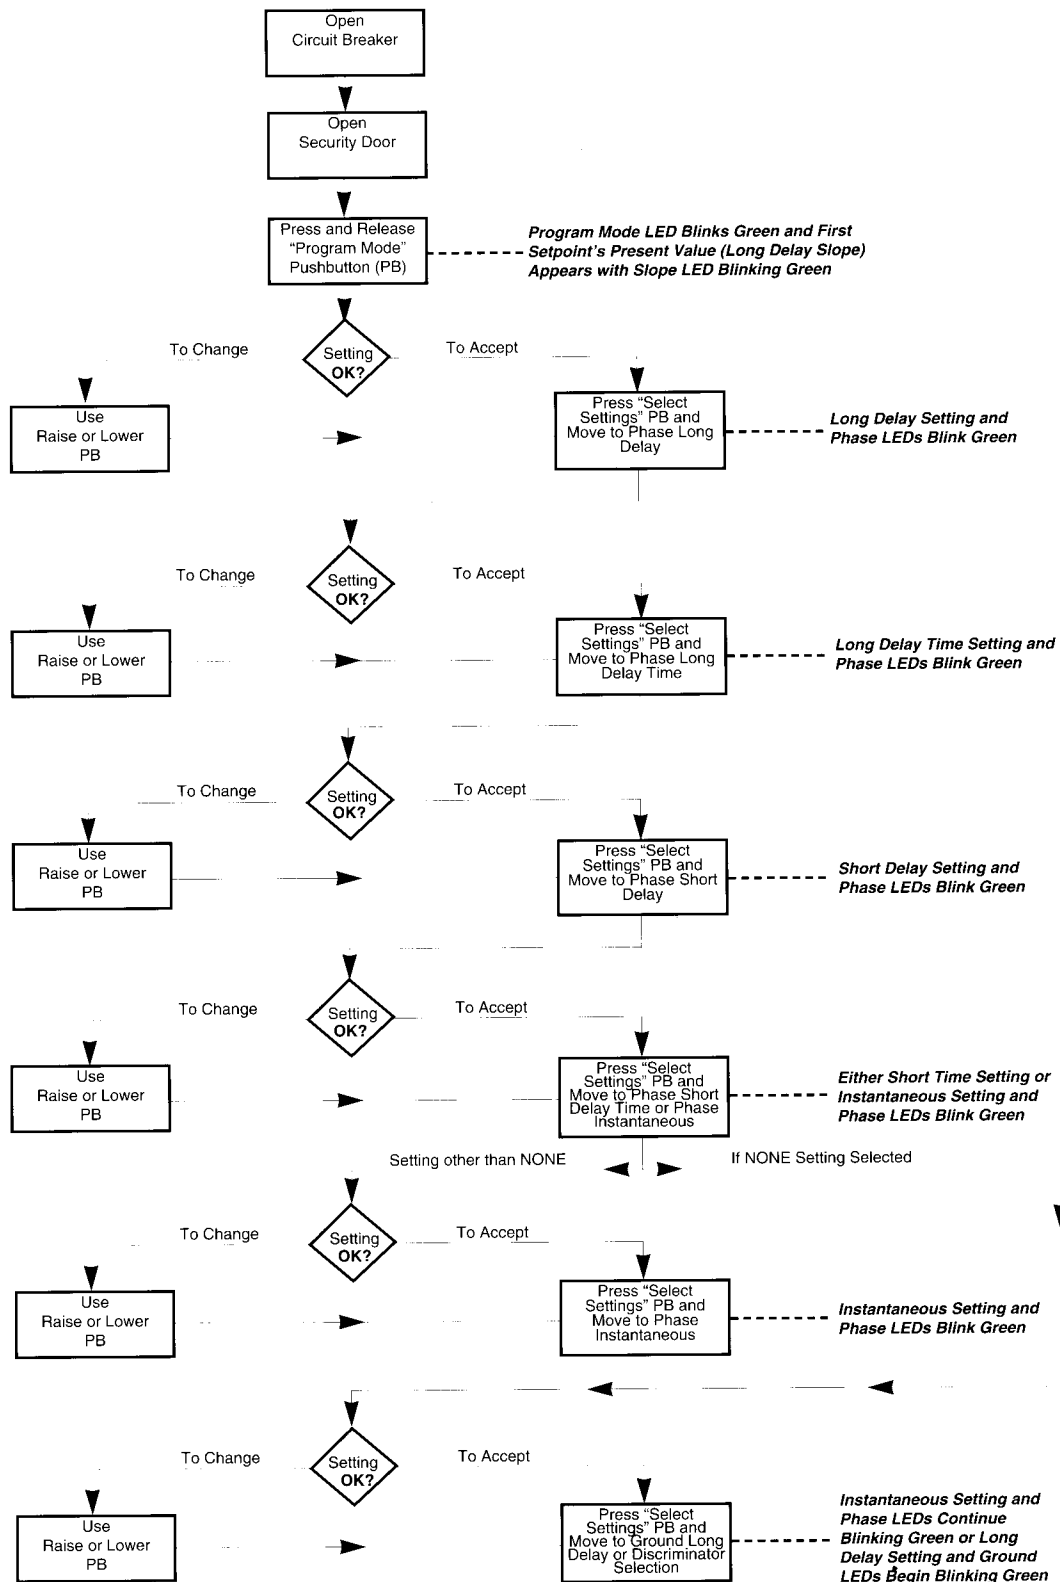 Open
Circuit Breaker
Open
Security Door
Press and Release
“Program Mode”
Pushbutton (PB)
Program Mode LED Blinks Green and First
Setpoint's Present Value (Long Delay Slope)
Appears with Slope LED Blinking Green
To Change
Setting
OK?
To Accept
Use
Raise or Lower
PB
Press “Select
Settings” PB and
Move to Phase Long
Delay
Long Delay Setting and
Phase LEDs Blink Green
To Change
Setting
OK?
To Accept
Use
Raise or Lower
PB
Press “Select
Settings” PB and
Move to Phase Long
Delay Time
Long Delay Time Setting and
Phase LEDs Blink Green
To Change
Setting
OK?
To Accept
Use
Raise or Lower
PB
Press “Select
Settings” PB and
Move to Phase Short
Delay
Short Delay Setting and
Phase LEDs Blink Green
To Change
Setting
OK?
To Accept
Use
Raise or Lower
PB
Press “Select
Settings” PB and
Move to Phase Short
Delay Time or Phase
Instantaneous
Either Short Time Setting or
Instantaneous Setting and
Phase LEDs Blink Green
Setting other than NONE
If NONE Setting Selected
To Change
Setting
OK?
To Accept
Use
Raise or Lower
PB
Press “Select
Settings” PB and
Move to Phase
Instantaneous
Instantaneous Setting and
Phase LEDs Blink Green
To Change
Setting
OK?
To Accept
Use
Raise or Lower
PB
Press “Select
Settings” PB and
Move to Ground Long
Delay or Discriminator
Selection
Instantaneous Setting and
Phase LEDs Continue
Blinking Green or Long
Delay Setting and Ground
LEDs Begin Blinking Green